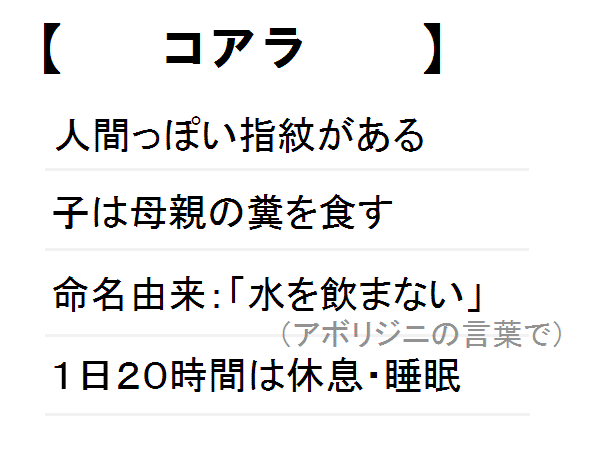 【　コアラ　】
人間っぽい指紋がある
子は母親の糞を食す
命名由来：「水を飲まない」
（アボリジニの言葉で）
１日２０時間は休息・睡眠